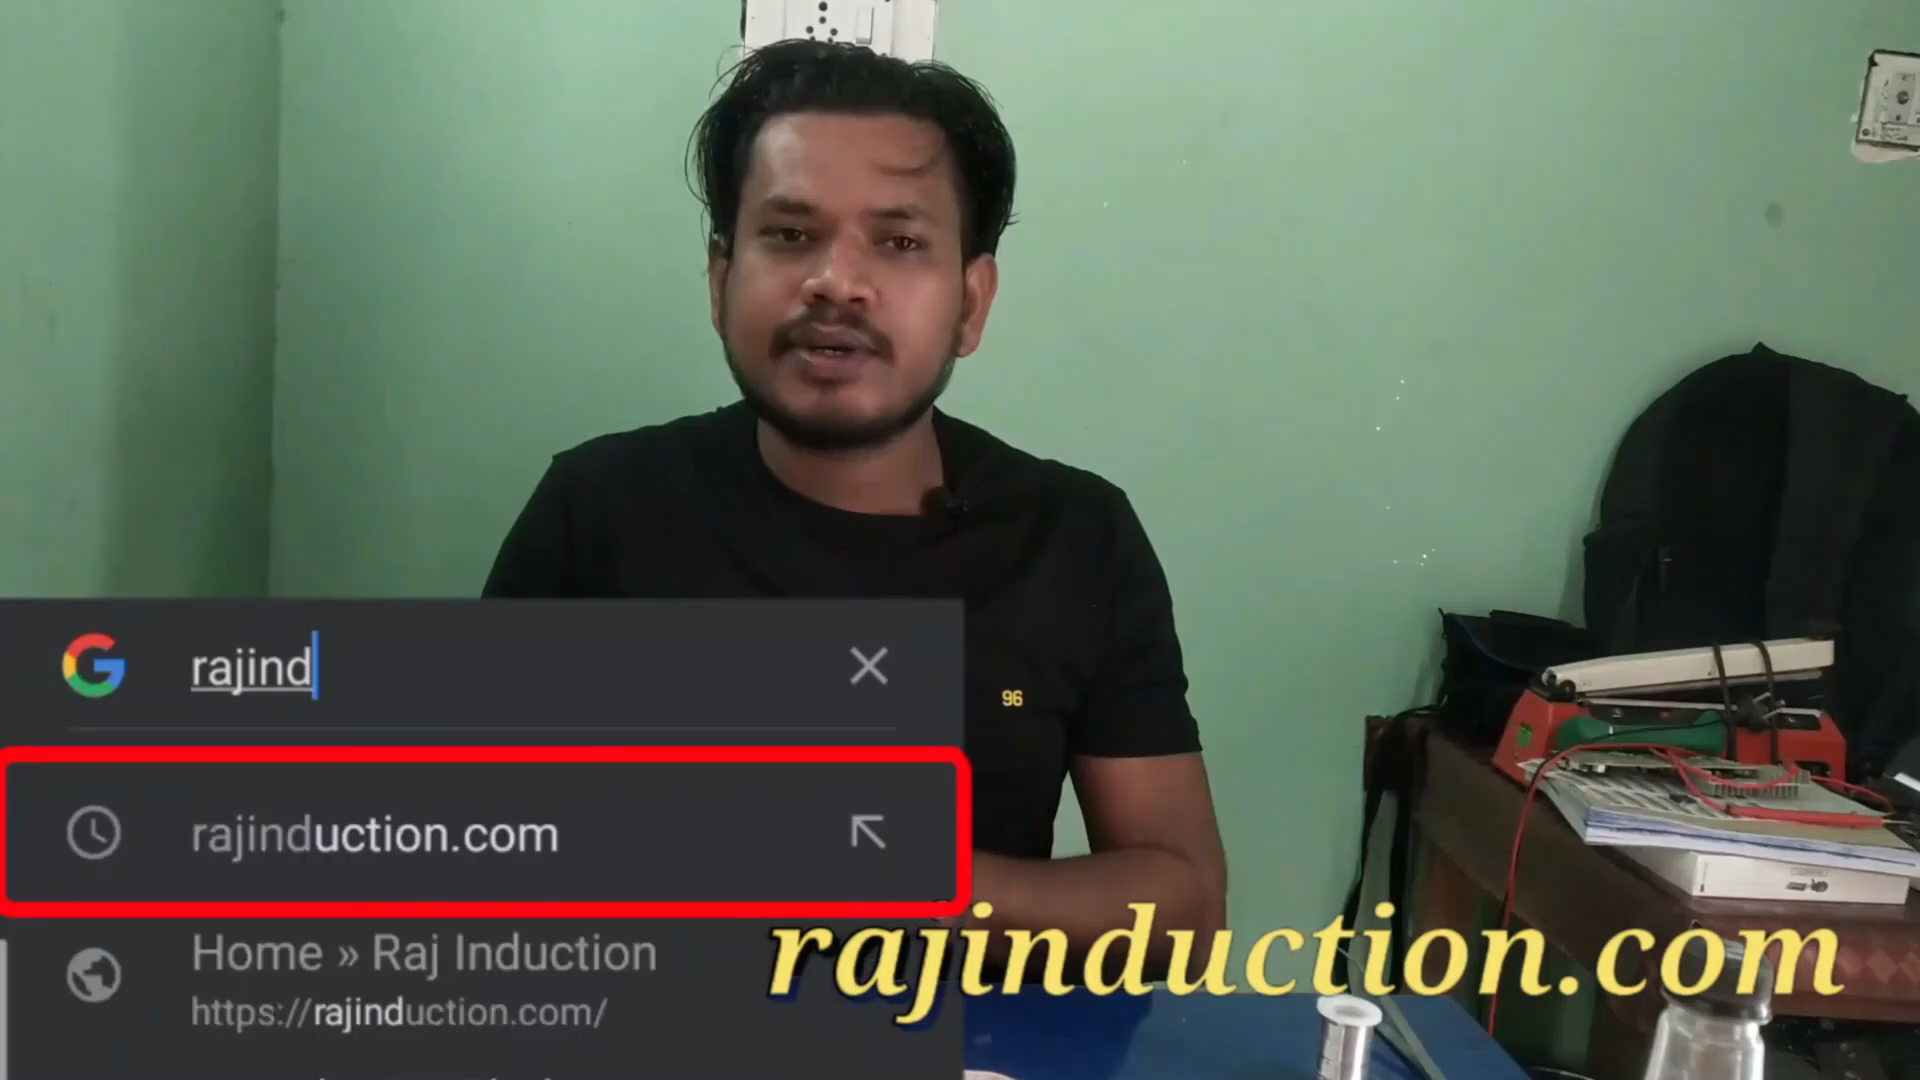 rajind
96
rajinduction.com
Home » Raj Induction
https://rajinduction.com/
rajinduction.com